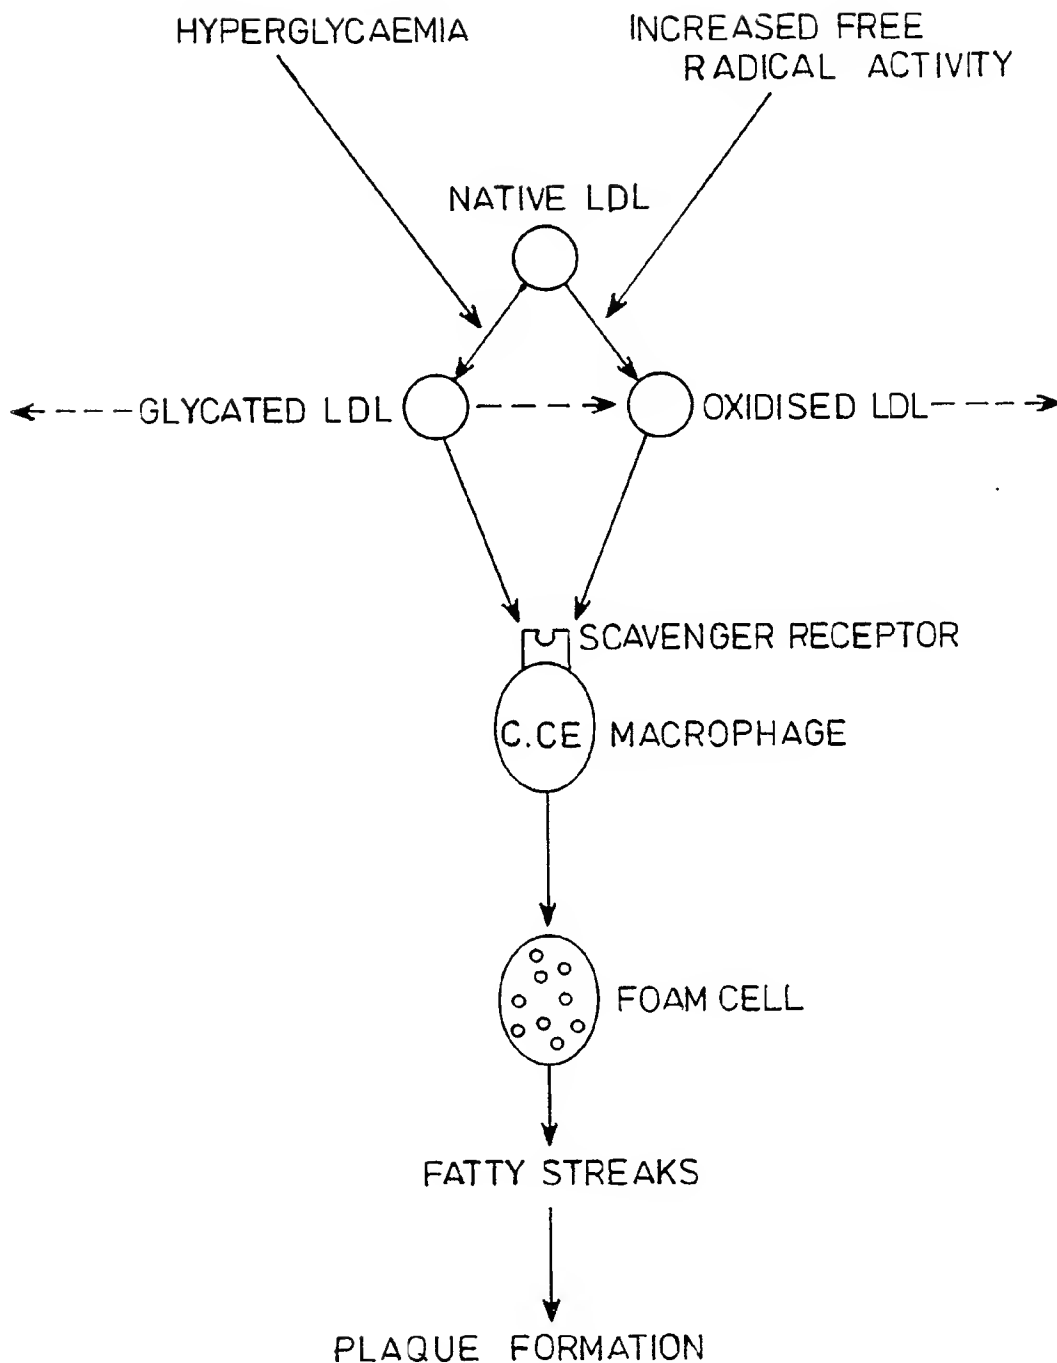 HYPERGLYCAEMIA
INCREASED FREE
RADICAL ACTIVITY
NATIVE LDL
GLYCATED LDL
OXIDISED LDL
SCAVENGER RECEPTOR
C.CE
MACROPHAGE
FOAM CELL
FATTY STREAKS
PLAQUE FORMATION